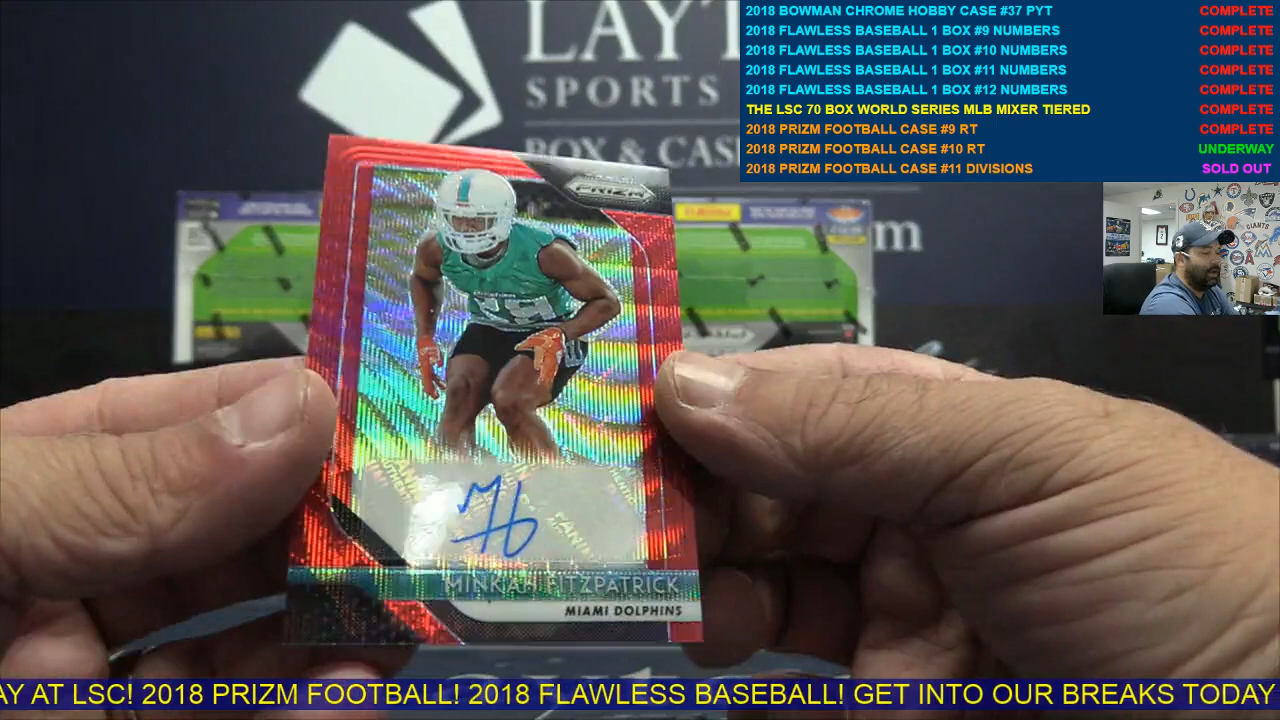 2018 BOWMAN CHROME HOBBY CASE #37 PYT COMPLETE
2018 FLAWLESS BASEBALL 1 BOX #9 NUMBERS COMPLETE
2018 FLAWLESS BASEBALL 1 BOX #10 NUMBERS COMPLETE
2018 FLAWLESS BASEBALL 1 BOX #11 NUMBERS COMPLETE
2018 FLAWLESS BASEBALL 1 BOX #12 NUMBERS COMPLETE
THE LSC 70 BOX WORLD SERIES MLB MIXER TIERED COMPLETE
2018 PRIZM FOOTBALL CASE #9 RT COMPLETE
2018 PRIZM FOOTBALL CASE #10 RT UNDERWAY
2018 PRIZM FOOTBALL CASE #11 DIVISIONS SOLD OUT
LAYT
SPORTS
BOX & CAS
m
PRIZM
GIANTS
MINKAH FITZPATRICK
MIAMI DOLPHINS
AY AT LSC! 2018 PRIZM FOOTBALL! 2018 FLAWLESS BASEBALL! GET INTO OUR BREAKS TODAY